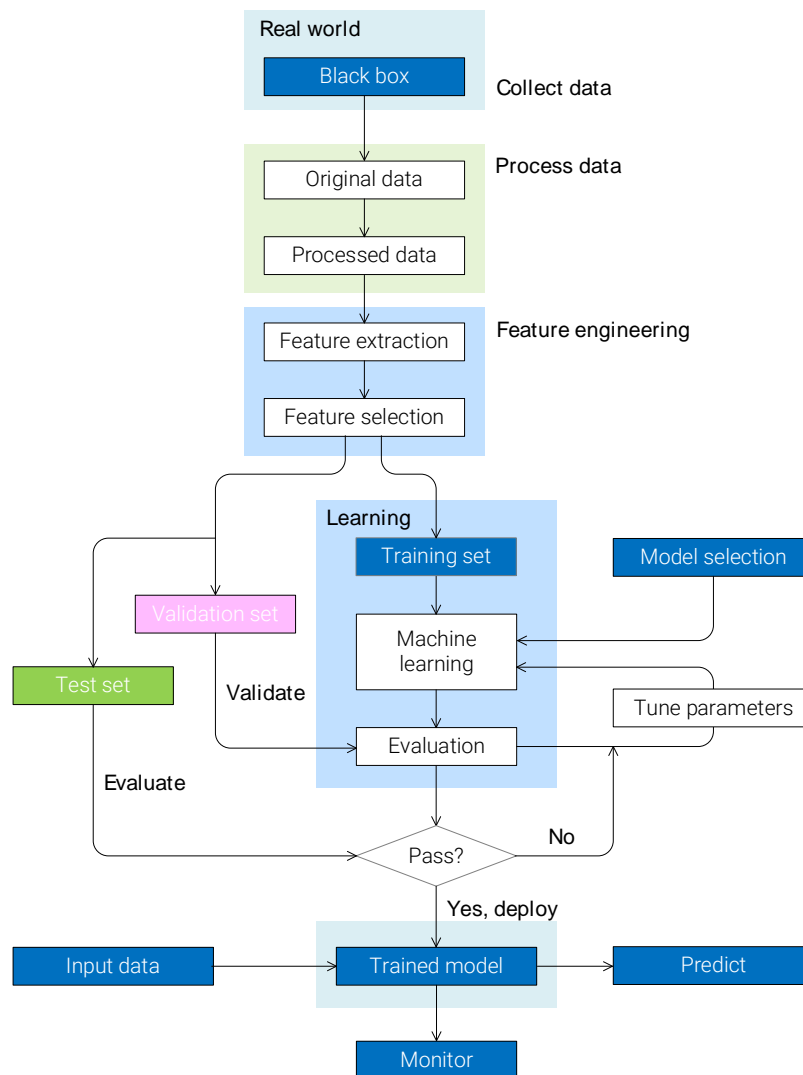 Real world
Black box
Collect data
Process data
Original data
Processed data
Feature engineering
Feature extraction
Feature selection
Learning
Training set
Model selection
Validation set
Machine
learning
Test set
Validate
Tune parameters
Evaluation
Evaluate
No
Pass?
Yes, deploy
Input data
Trained model
Predict
Monitor